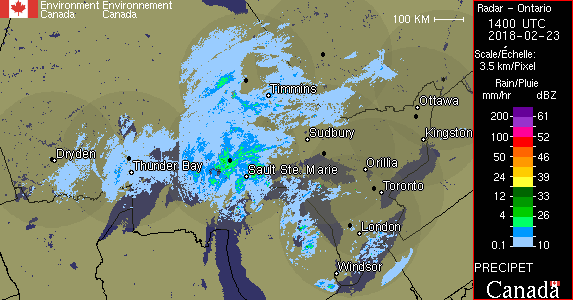 Environment Environnement
Canada Canada
100 KM
Timmins
Ottawa
Sudbury
Kingston
Dryden
Thunder Bay
Sault Ste. Marie
Orillia
Toronto
London
Windsor
Radar - Ontario
1400 UTC
2018-02-23
Scale/Échelle:
3.5 km/Pixel
Rain/Pluie
mm/hr dBZ
200 61
100 52
50 46
24 39
12 33
4 26
0.1 10
PRECIPET
Canada